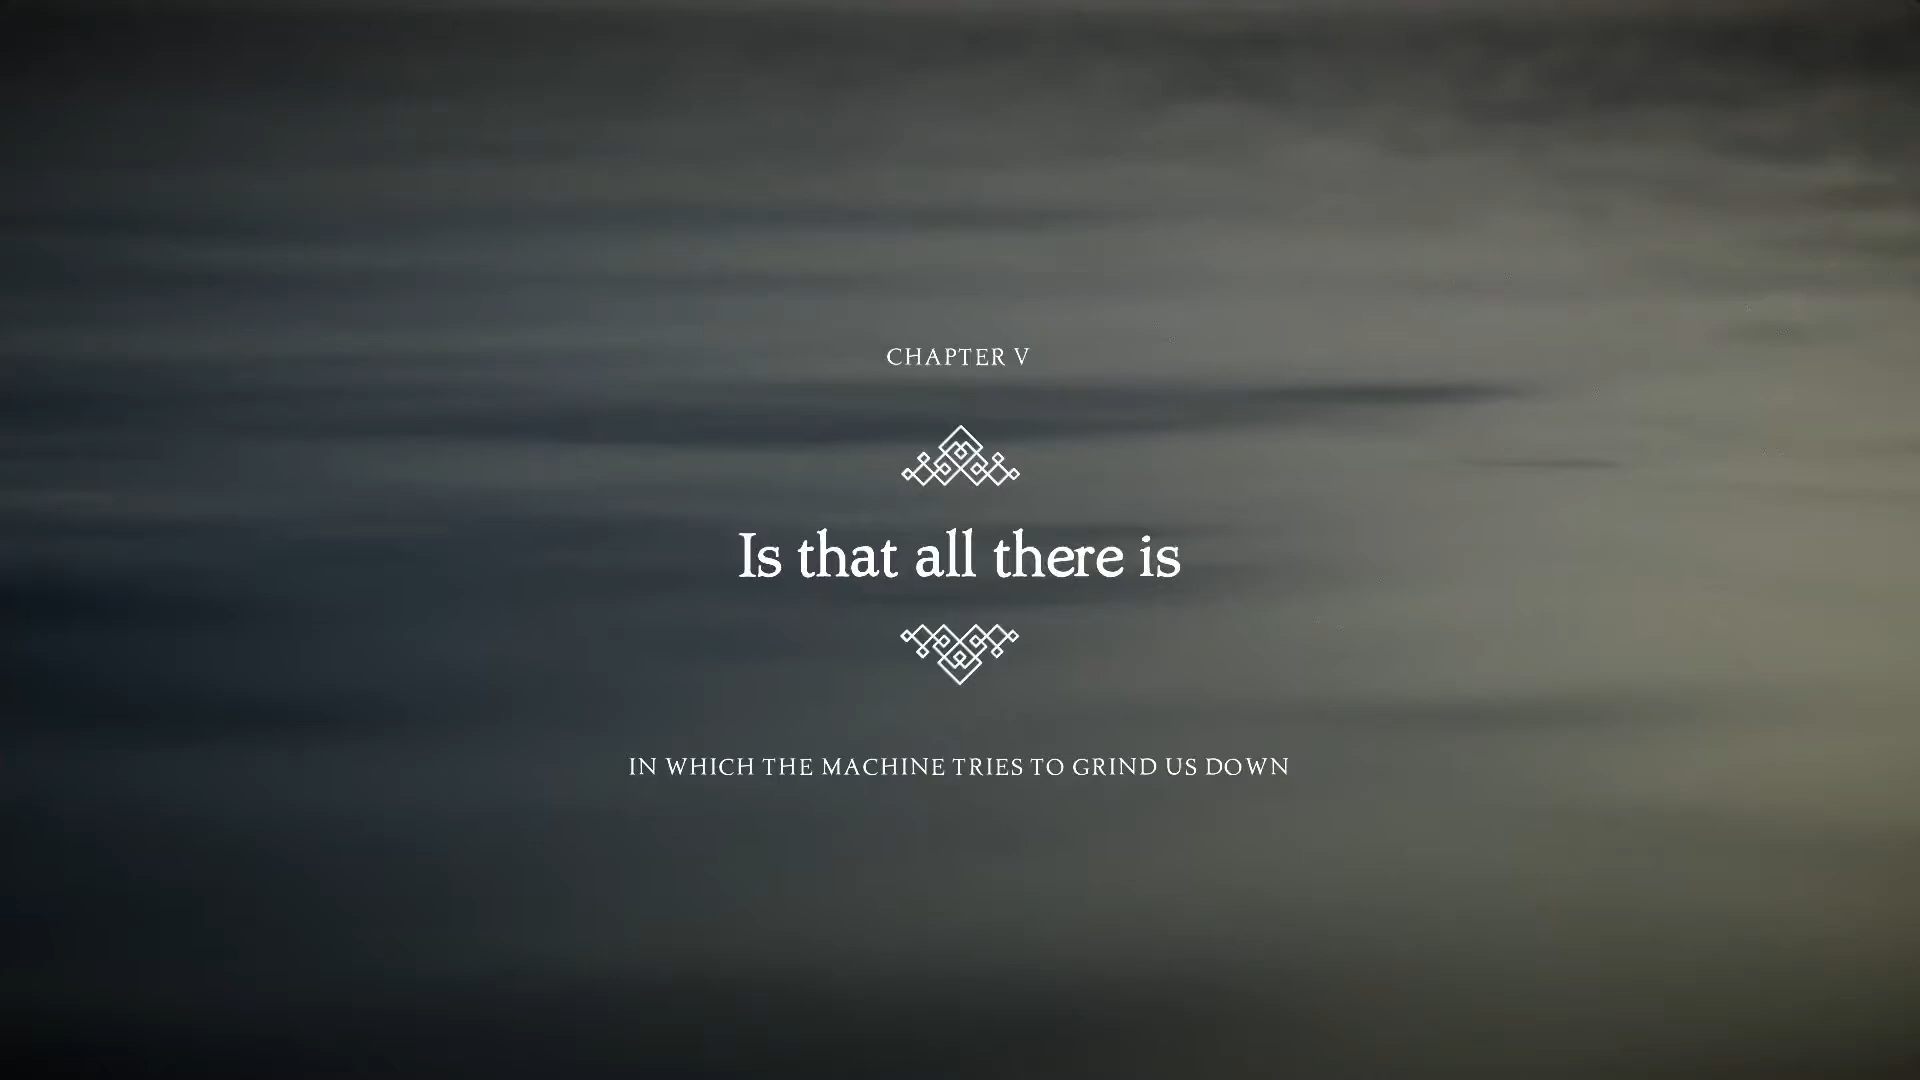 CHAPTER V
Is that all there is
IN WHICH THE MACHINE TRIES TO GRIND US DOWN